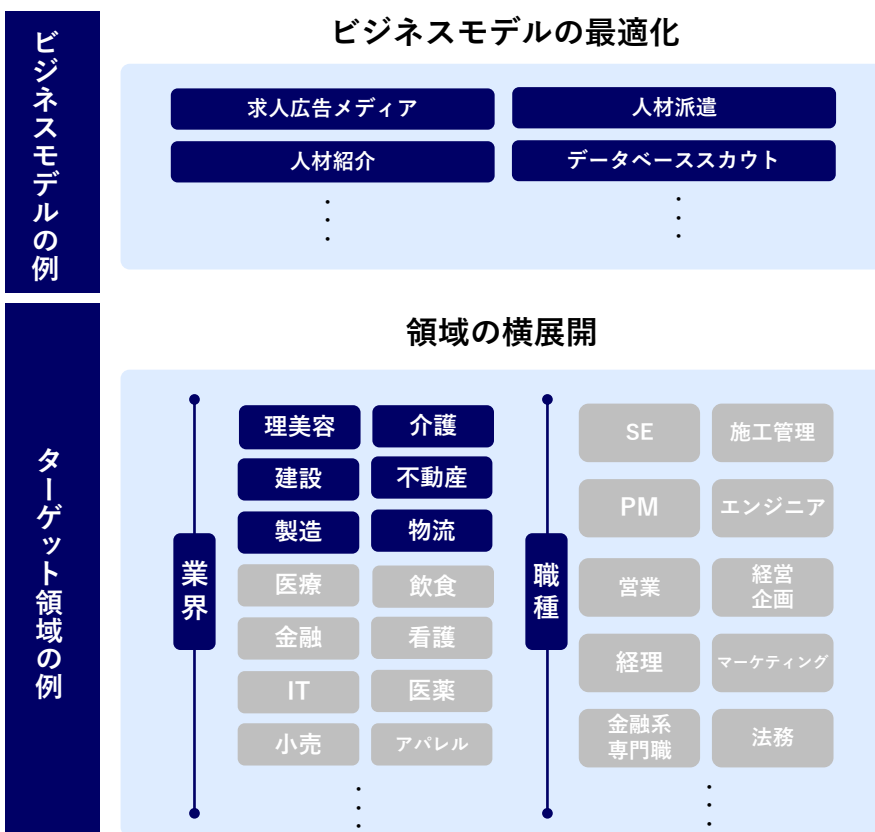 ビジネスモデルの例
ビジネスモデルの最適化
求人広告メディア
人材派遣
人材紹介
データベーススカウト
ターゲット領域の例
領域の横展開
業界
理美容
介護
建設
不動産
製造
物流
医療
飲食
金融
看護
IT
医薬
小売
アパレル
職種
SE
施工管理
PM
エンジニア
営業
経営
企画
経理
マーケティング
金融系
専門職
法務